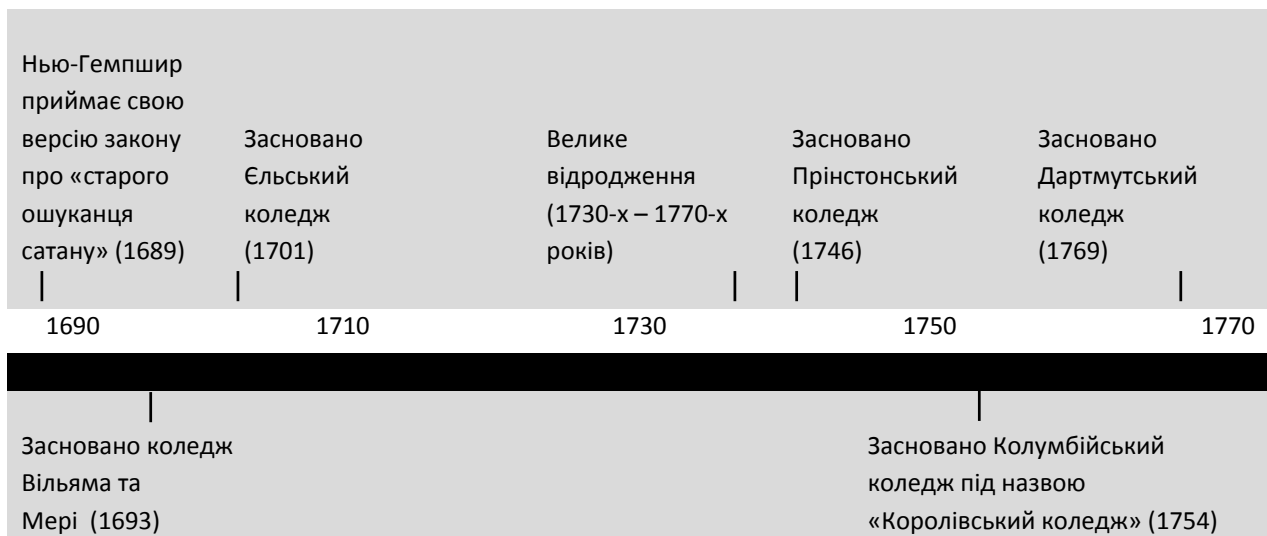 Нью-Гемпшир
приймає свою
версію закону
про «старого
ошуканця
сатану» (1689)
Засновано
Єльський
коледж
(1701)
Велике
відродження
(1730-х – 1770-х
років)
Засновано
Прінстонський
коледж
(1746)
Засновано
Дартмутський
коледж
(1769)
1690 1710 1730 1750 1770
Засновано коледж
Вільяма та
Мері (1693)
Засновано Колумбійський
коледж під назвою
«Королівський коледж» (1754)